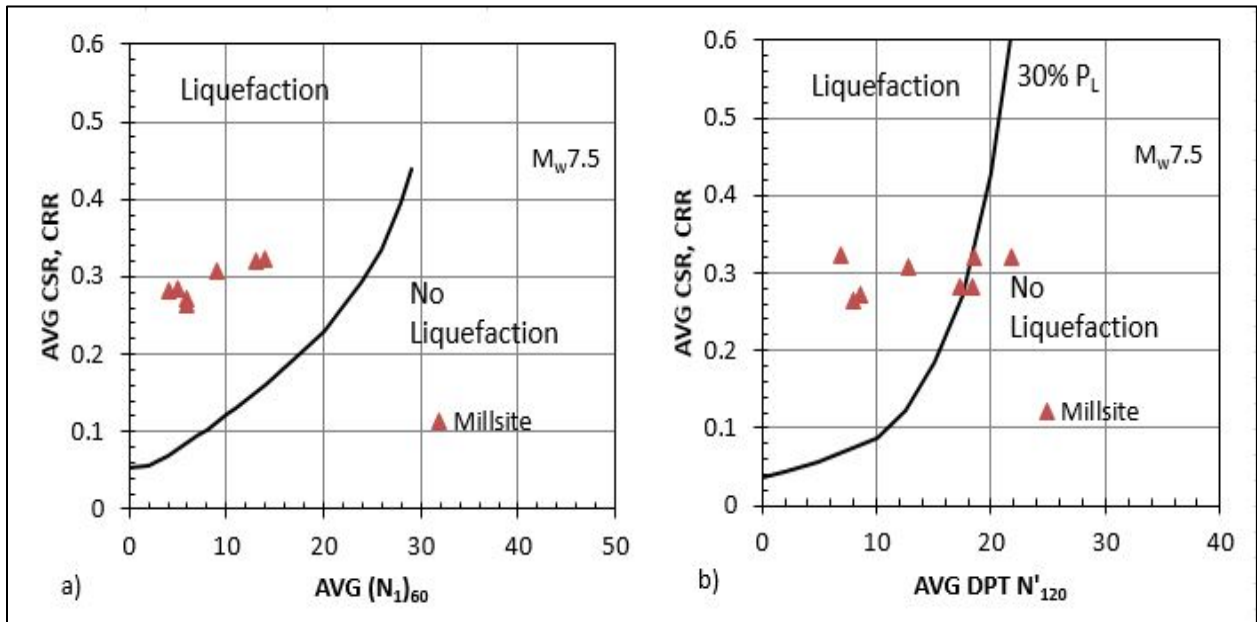 0.6
0.5
0.4
0.3
0.2
0.1
0
AVG CSR, CRR
Liquefaction
M_w7.5
No
Liquefaction
Millsite
0 10 20 30 40 50
a)
AVG (N₁)₆₀
0.6
0.5
0.4
0.3
0.2
0.1
0
AVG CSR, CRR
Liquefaction
30% P_L
M_w7.5
No
Liquefaction
Millsite
0 10 20 30 40
b)
AVG DPT N'₁₂₀